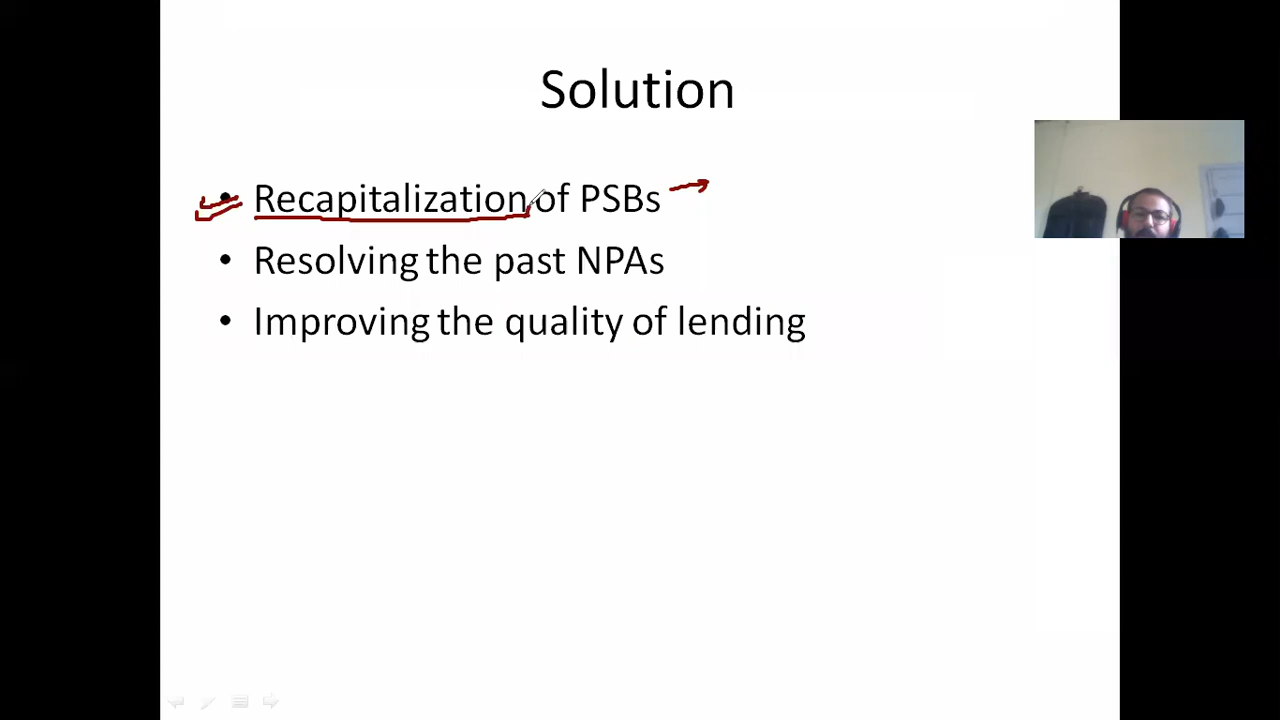 Solution
• Recapitalization of PSBs
• Resolving the past NPAs
• Improving the quality of lending